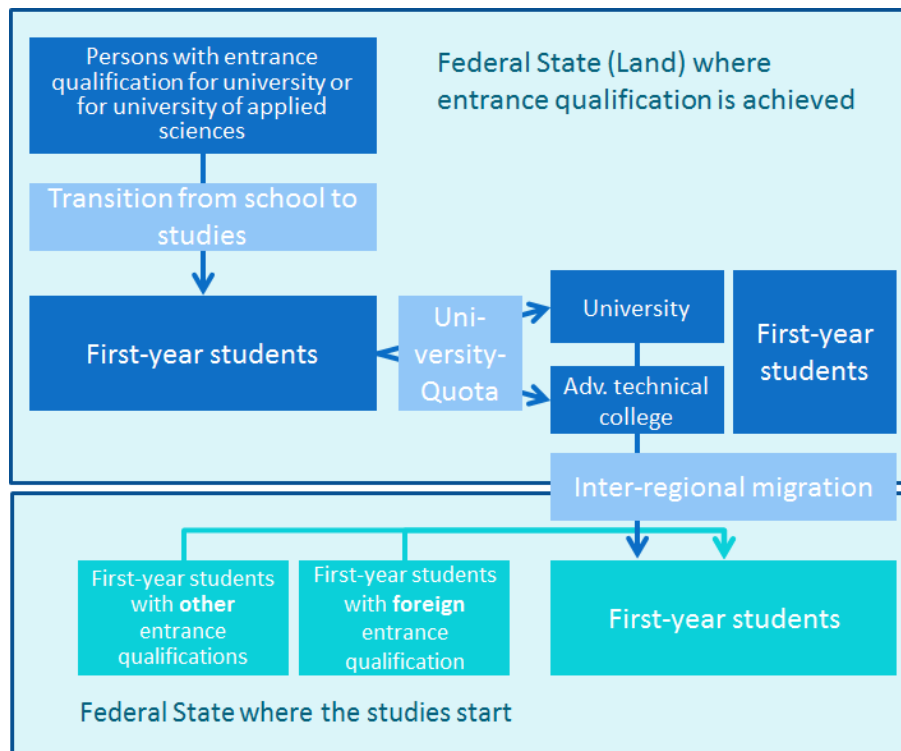 Persons with entrance
qualification for university or
for university of applied
sciences
Federal State (Land) where
entrance qualification is achieved
Transition from school to
studies
First-year students
Uni-
versity-
Quota
University
Adv. technical
college
First-year
students
Inter-regional migration
First-year students
with other
entrance
qualifications
First-year students
with foreign
entrance
qualification
First-year students
Federal State where the studies start